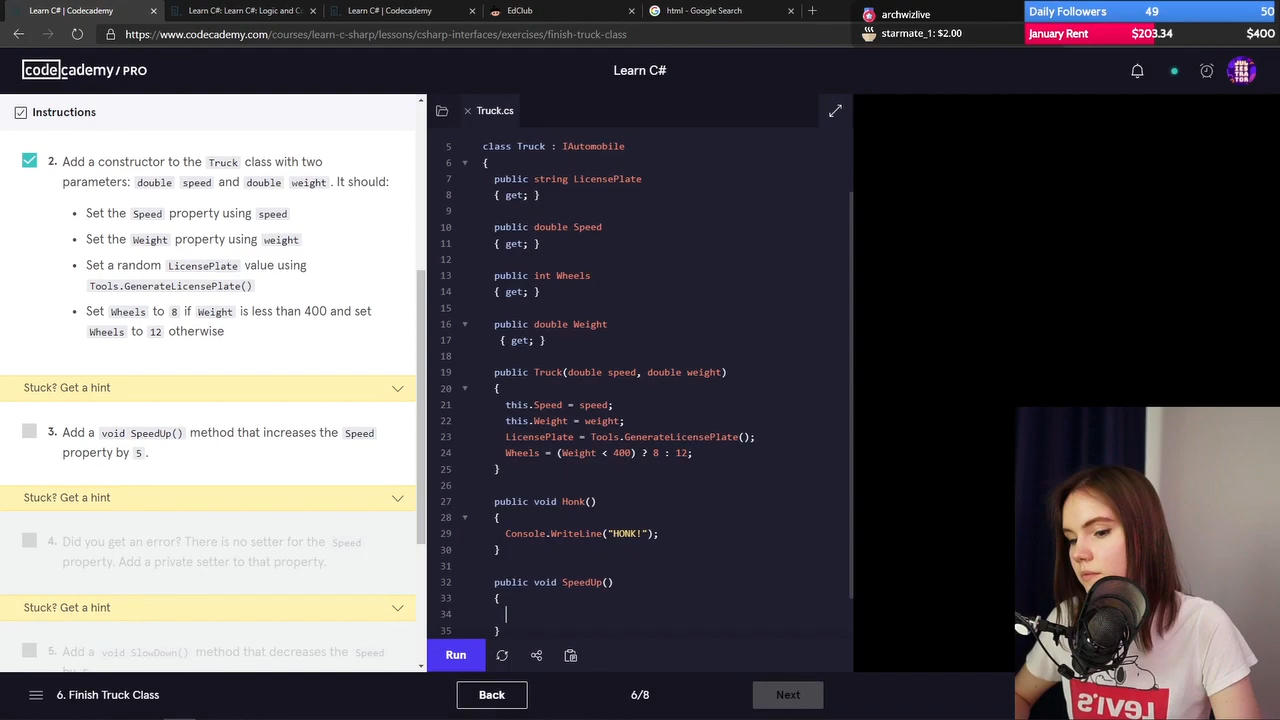 Learn C# | Codecademy
Learn C#: Learn C#: Logic and Co
Learn C# | Codecademy
EdClub
html - Google Search
https://www.codecademy.com/courses/learn-c-sharp/lessons/csharp-interfaces/exercises/finish-truck-class
archwizlive
starmate_1: $2.00
Daily Followers 49 50
January Rent $203.34 $400
codecademy/PRO
Learn C#
Instructions
2. Add a constructor to the Truck class with two
parameters: double speed and double weight. It should:
• Set the Speed property using speed
• Set the Weight property using weight
• Set a random LicensePlate value using
Tools.GenerateLicensePlate()
• Set Wheels to 8 if Weight is less than 400 and set
Wheels to 12 otherwise
Stuck? Get a hint
3. Add a void SpeedUp() method that increases the Speed
property by 5.
Stuck? Get a hint
4. Did you get an error? There is no setter for the Speed
property. Add a private setter to that property.
Stuck? Get a hint
5. Add a void SlowDown() method that decreases the Speed
Truck.cs
5 class Truck : IAutomobile
6 {
7 public string LicensePlate
8 { get; }
9
10 public double Speed
11 { get; }
12
13 public int Wheels
14 { get; }
15
16 public double Weight
17 { get; }
18
19 public Truck(double speed, double weight)
20 {
21 this.Speed = speed;
22 this.Weight = weight;
23 LicensePlate = Tools.GenerateLicensePlate();
24 Wheels = (Weight < 400) ? 8 : 12;
25 }
26
27 public void Honk()
28 {
29 Console.WriteLine("HONK!");
30 }
31
32 public void SpeedUp()
33 {
34
35 }
Run
6. Finish Truck Class
Back
6/8
Next
LEVI'S